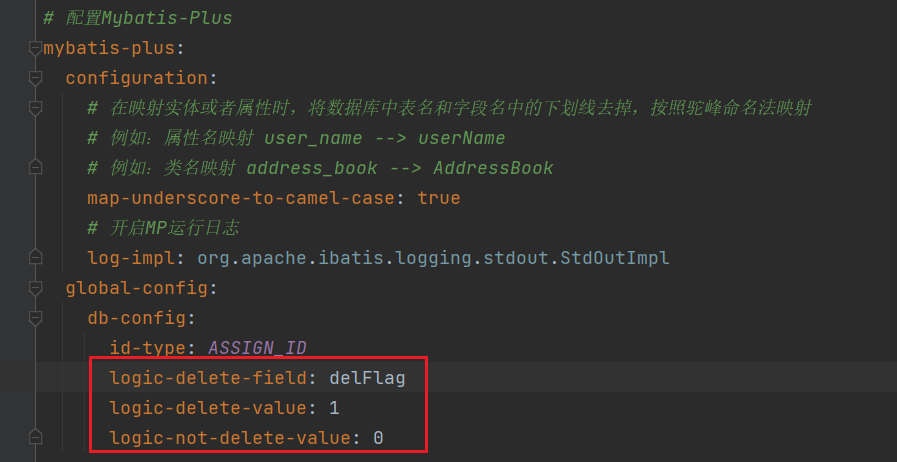 # 配置Mybatis-Plus
mybatis-plus:
configuration:
# 在映射实体或者属性时，将数据库中表名和字段名中的下划线去掉，按照驼峰命名法映射
# 例如：属性名映射 user_name --> userName
# 例如：类名映射 address_book --> AddressBook
map-underscore-to-camel-case: true
# 开启MP运行日志
log-impl: org.apache.ibatis.logging.stdout.StdOutImpl
global-config:
db-config:
id-type: ASSIGN_ID
logic-delete-field: delFlag
logic-delete-value: 1
logic-not-delete-value: 0